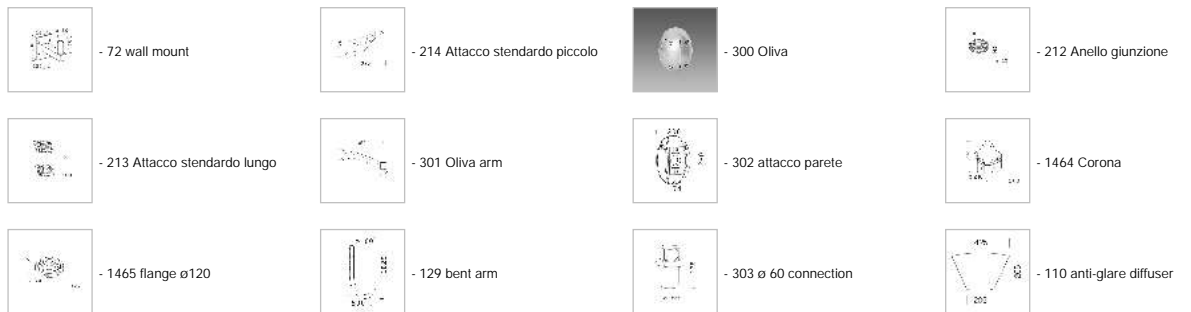 - 72 wall mount
- 214 Attacco stendardo piccolo
- 300 Oliva
- 212 Anello giunzione
- 213 Attacco stendardo lungo
- 301 Oliva arm
- 302 attacco parete
- 1464 Corona
- 1465 flange ø120
- 129 bent arm
- 303 ø 60 connection
- 110 anti-glare diffuser